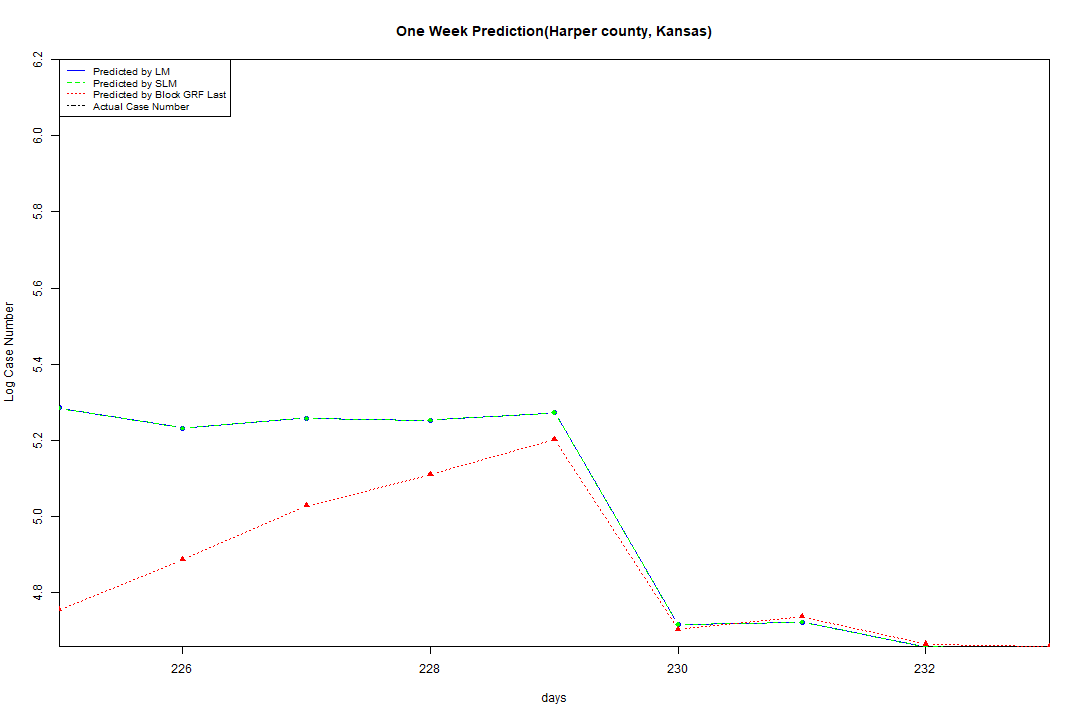 One Week Prediction(Harper county, Kansas)
Predicted by LM
Predicted by SLM
Predicted by Block GRF Last
Actual Case Number
6.2
6.0
5.8
5.6
5.4
5.2
5.0
4.8
Log Case Number
226 228 230 232
days